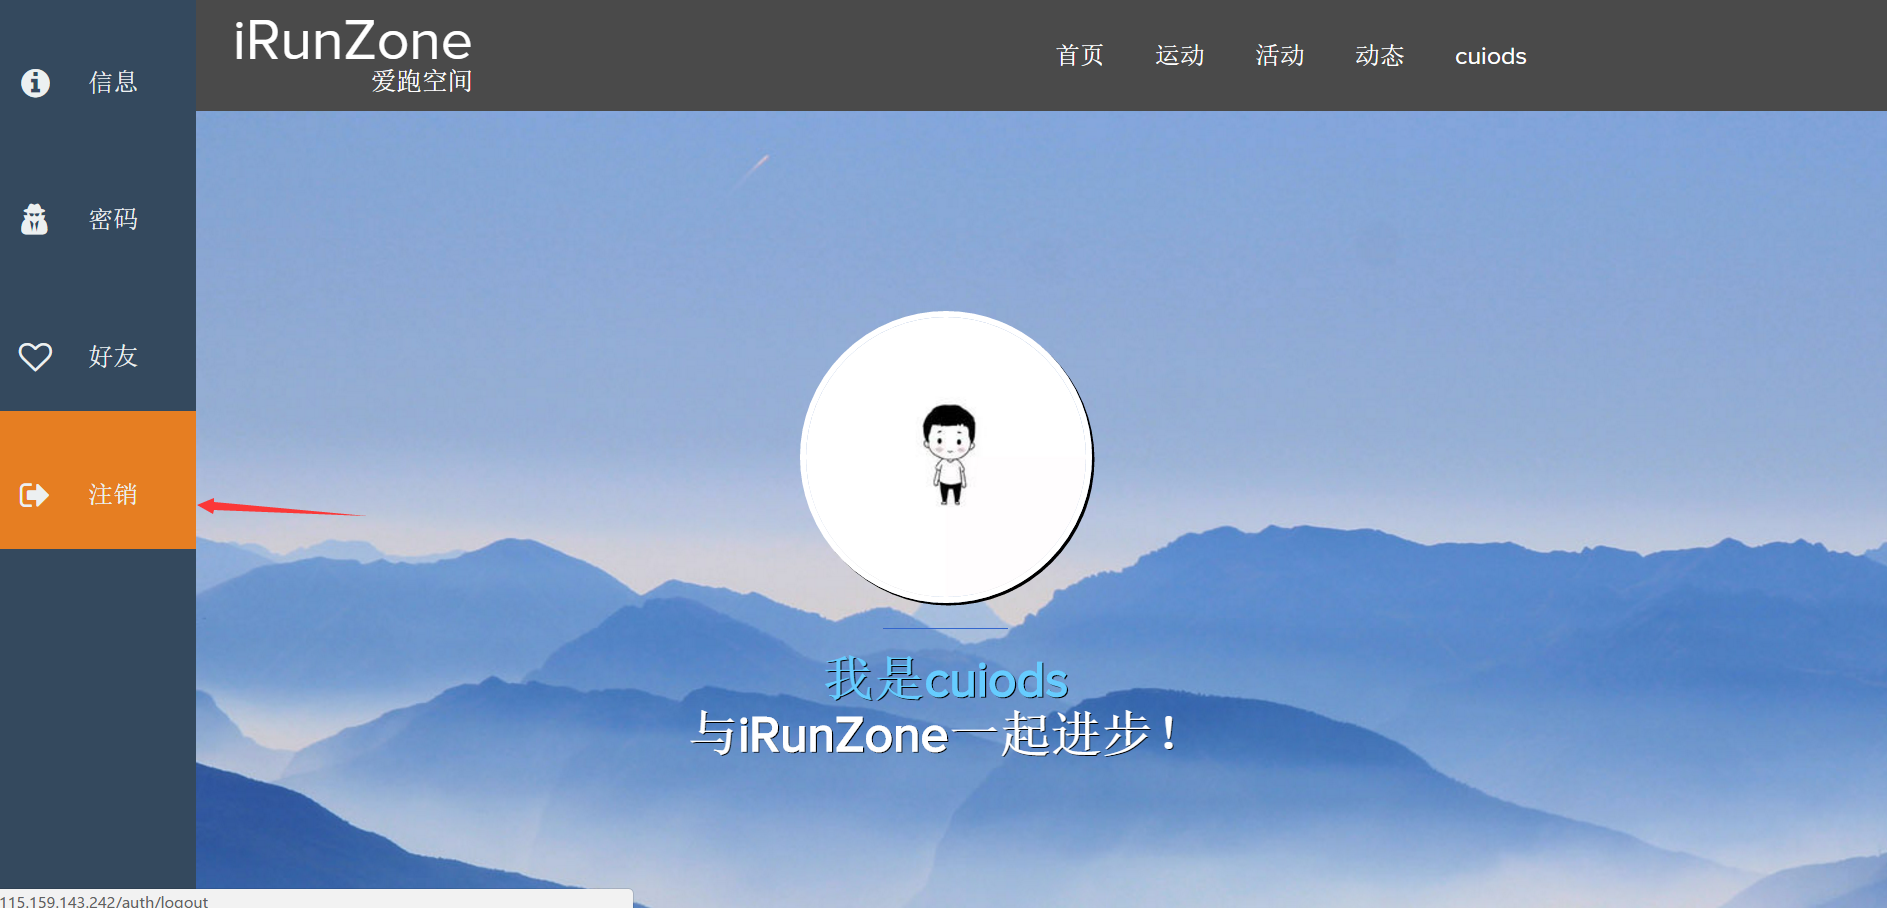 信息
密码
好友
注销
iRunZone
爱跑空间
首页 运动 活动 动态 cuiods
我是cuiods
与iRunZone一起进步！
115.159.143.242/auth/logout